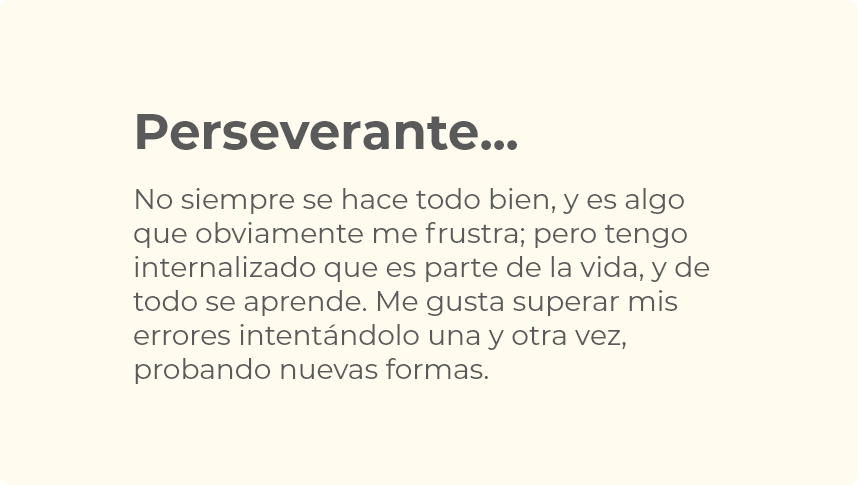 Perseverante...
No siempre se hace todo bien, y es algo
que obviamente me frustra; pero tengo
internalizado que es parte de la vida, y de
todo se aprende. Me gusta superar mis
errores intentándolo una y otra vez,
probando nuevas formas.